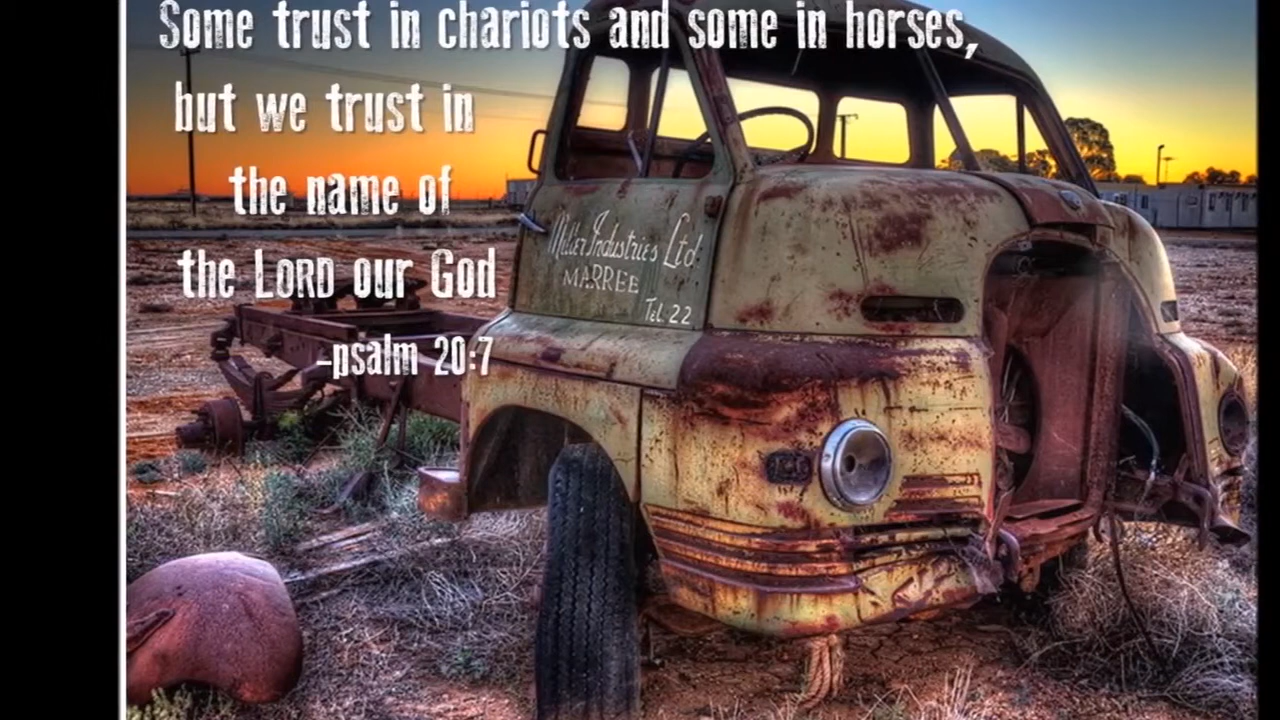 Some trust in chariots and some in horses,
but we trust in
the name of
the LORD our God
-psalm 20:7
Miller Industries Ltd.
MARREE
Tel. 22